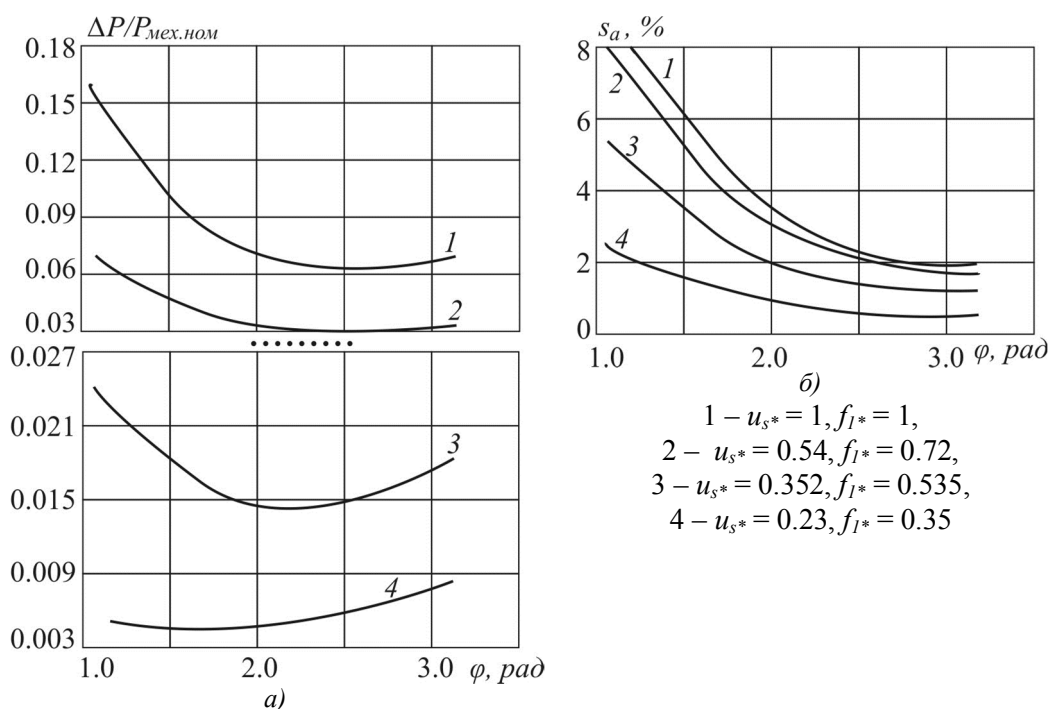 ΔP/Pмех.ном
0.18
0.15
0.12
0.09
0.06
0.03
1
2
0.027
0.021
0.015
0.009
0.003
3
4
1.0 2.0 3.0 φ, рад
а)
sa, %
8
6
4
2
0
1
2
3
4
1.0 2.0 3.0 φ, рад
б)
1 – us* = 1, f1* = 1,
2 – us* = 0.54, f1* = 0.72,
3 – us* = 0.352, f1* = 0.535,
4 – us* = 0.23, f1* = 0.35